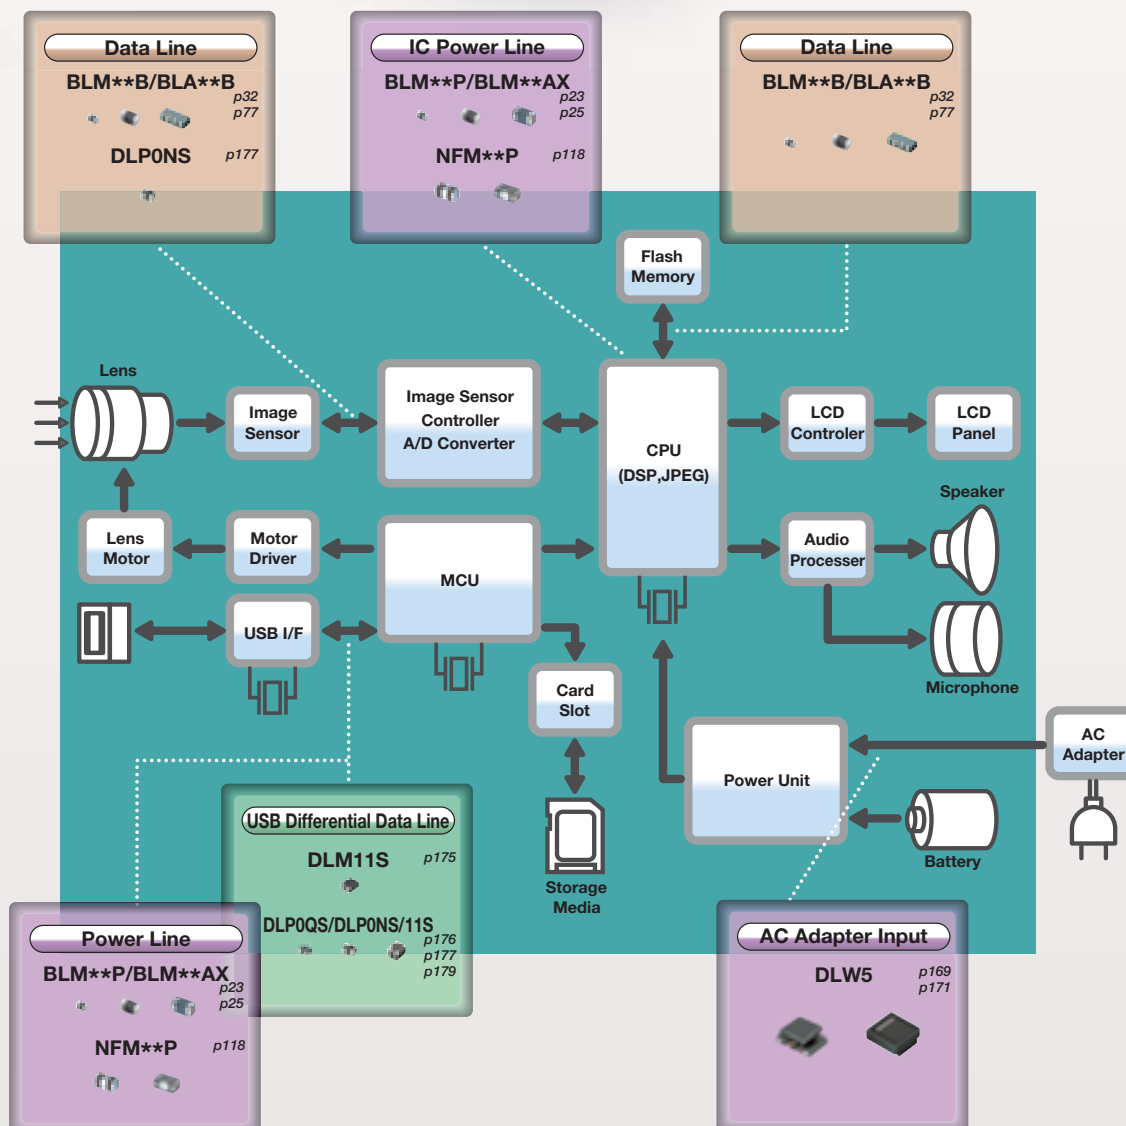 Data Line
BLM**B/BLA**B
p32
p77
DLP0NS
p177
IC Power Line
BLM**P/BLM**AX
p23
p25
NFM**P
p118
Data Line
BLM**B/BLA**B
p32
p77
Flash
Memory
Lens
Image
Sensor
Image Sensor
Controller
A/D Converter
CPU
(DSP,JPEG)
LCD
Controler
LCD
Panel
Speaker
Lens
Motor
Motor
Driver
MCU
Audio
Processer
USB I/F
Microphone
Card
Slot
Power Unit
AC
Adapter
Battery
Storage
Media
USB Differential Data Line
DLM11S
p175
DLP0QS/DLP0NS/11S
p176
p177
p179
Power Line
BLM**P/BLM**AX
p23
p25
NFM**P
p118
AC Adapter Input
DLW5
p169
p171